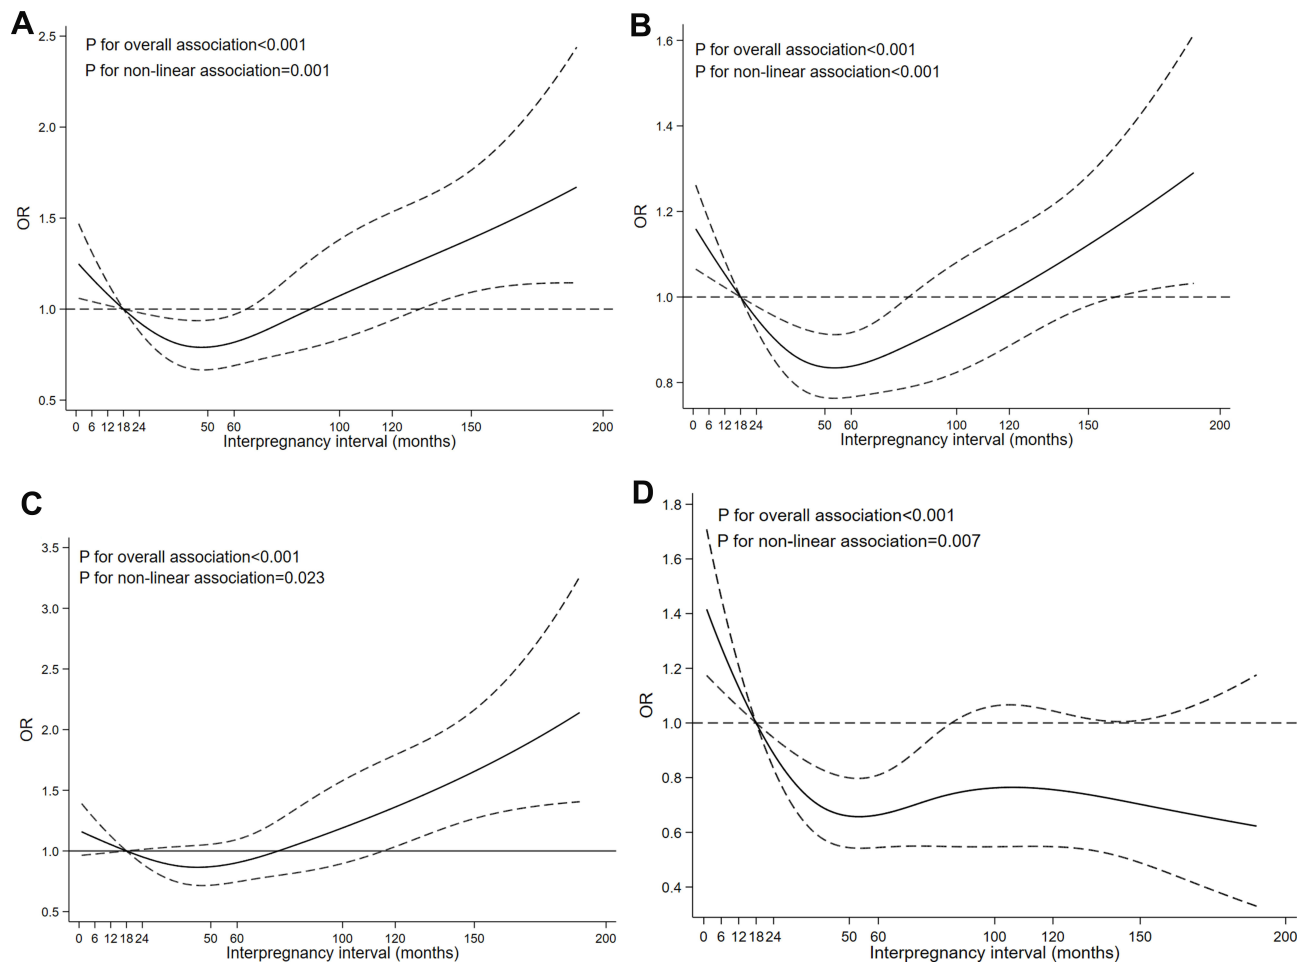 A
P for overall association<0.001
P for non-linear association=0.001
2.5
2.0
1.5
1.0
0.5
OR
0 6 12 18 24 50 60 100 120 150 200
Interpregnancy interval (months)
B
P for overall association<0.001
P for non-linear association<0.001
1.6
1.4
1.2
1.0
0.8
OR
0 6 12 18 24 50 60 100 120 150 200
Interpregnancy interval (months)
C
P for overall association<0.001
P for non-linear association=0.023
3.5
3.0
2.5
2.0
1.5
1.0
0.5
OR
0 6 12 18 24 50 60 100 120 150 200
Interpregnancy interval (months)
D
P for overall association<0.001
P for non-linear association=0.007
1.8
1.6
1.4
1.2
1.0
0.8
0.6
0.4
OR
0 6 12 18 24 50 60 100 120 150 200
Interpregnancy interval (months)